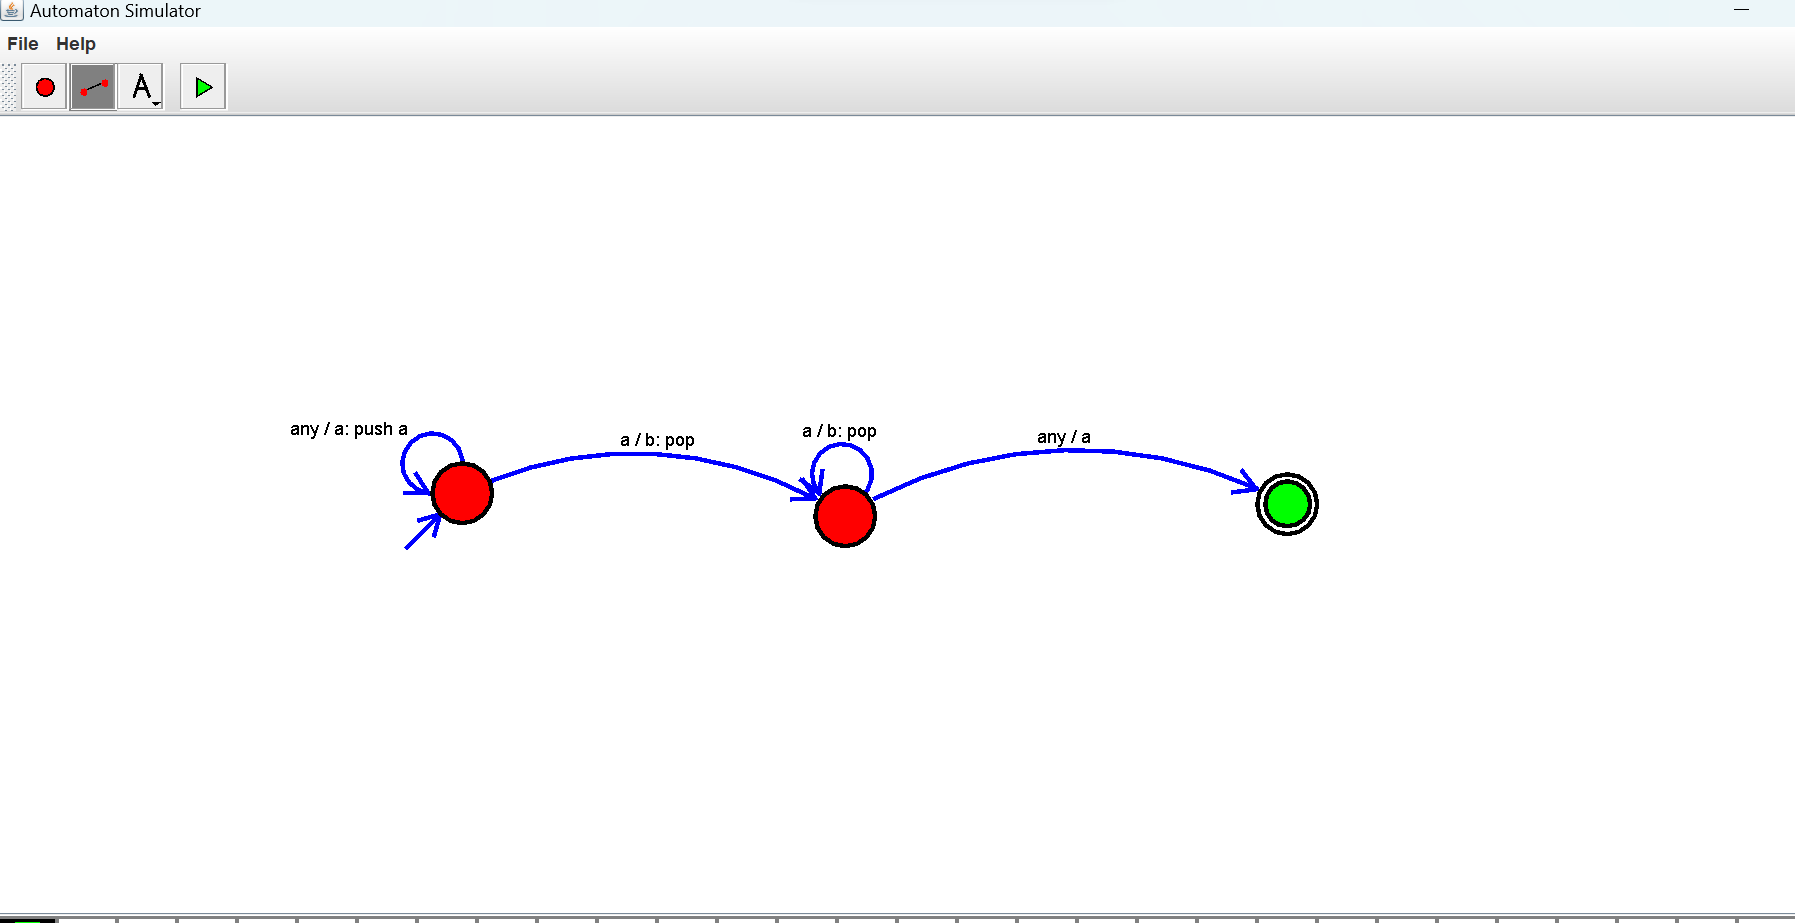 Automaton Simulator
File Help
A
any / a: push a
a / b: pop
a / b: pop
any / a